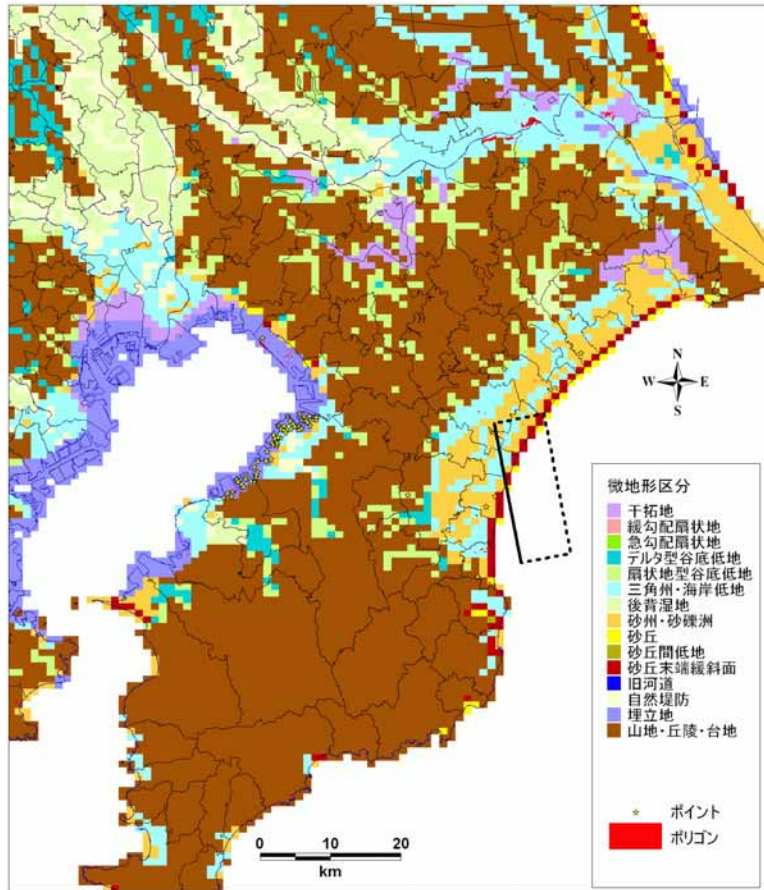 N
W E
S
微地形区分
干拓地
緩勾配扇状地
急勾配扇状地
デルタ型谷底低地
扇状地型谷底低地
三角州・海岸低地
後背湿地
砂州・砂礫洲
砂丘
砂丘間低地
砂丘末端緩斜面
旧河道
自然堤防
埋立地
山地・丘陵・台地
ポイント
ポリゴン
0 10 20
km